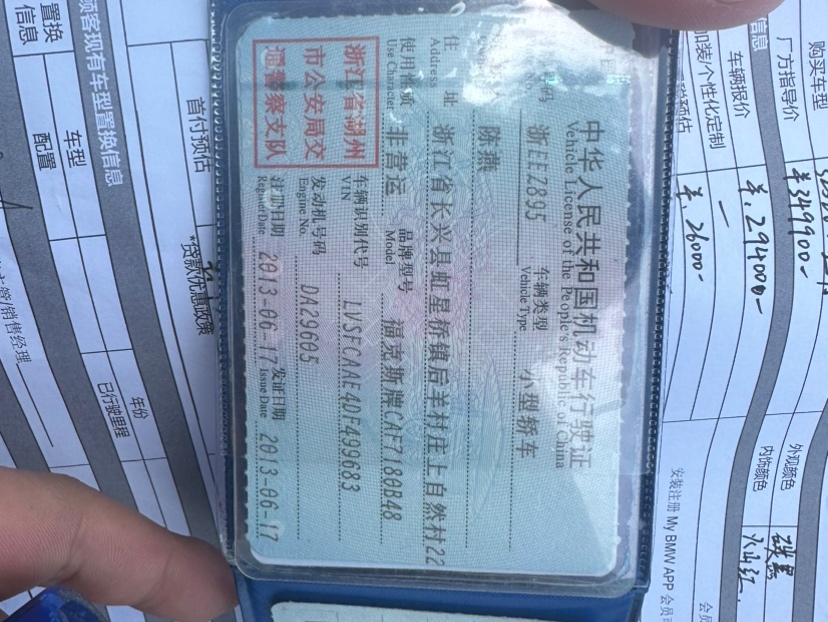 中华人民共和国机动车行驶证
Vehicle License of the People's Republic of China
浙EE2895
车辆类型
Vehicle Type
小型轿车
陈燕
住 址
Address
浙江省长兴县虹星桥镇后羊村庄上自然村22
使用性质
Use Character
非营运
品牌型号
Model
福克斯牌CAF7180B48
浙江省湖州
市公安局交
通警察支队
车辆识别代号
VIN
LVSFCAAE4DF499683
发动机号码
Engine No.
DA29605
注册日期
Register Date
2013-06-17
发证日期
Issue Date
2013-06-17
购买车型
厂方指导价
¥349900-
信息
车辆报价
¥.294000-
加装/个性化定制
¥ 26000-
外观颜色
碳黑
内饰颜色
火山红
安装注册 My BMW APP 会员
首付预估
*贷款优惠政策
顾客现有车型置换信息
置换
信息
车型
配置
年份
已行驶里程
主管/销售经理